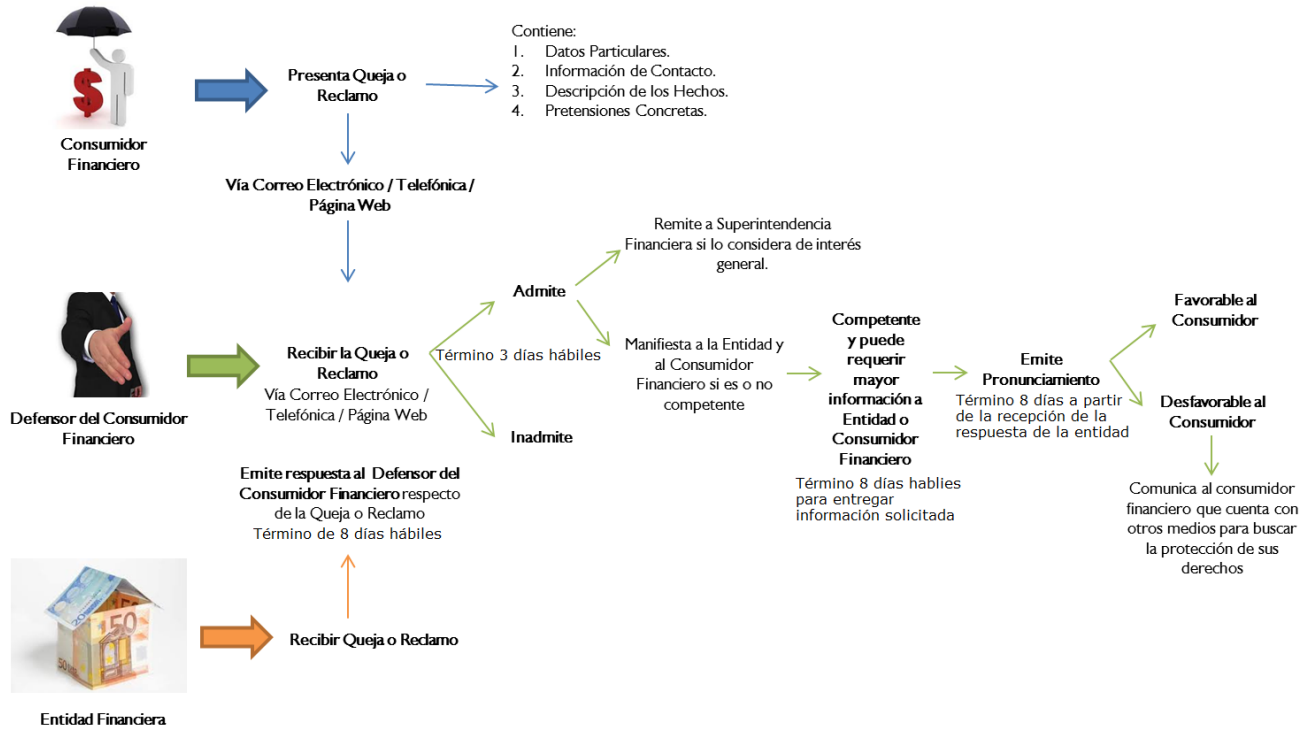 Consumidor
Financiero
Presenta Queja o
Reclamo
Contiene:
1. Datos Particulares.
2. Información de Contacto.
3. Descripción de los Hechos.
4. Pretensiones Concretas.
Vía Correo Electrónico / Telefónica /
Página Web
Defensor del Consumidor
Financiero
Recibir la Queja o
Reclamo
Vía Correo Electrónico /
Telefónica / Página Web
Término 3 días hábiles
Admite
Inadmite
Remite a Superintendencia
Financiera si lo considera de interés
general.
Manifiesta a la Entidad y
al Consumidor
Financiero si es o no
competente
Competente
y puede
requerir
mayor
información a
Entidad o
Consumidor
Financiero
Término 8 días hablies
para entregar
información solicitada
Emite
Pronunciamiento
Término 8 días a partir
de la recepción de la
respuesta de la entidad
Favorable al
Consumidor
Desfavorable al
Consumidor
Comunica al consumidor
financiero que cuenta con
otros medios para buscar
la protección de sus
derechos
Emite respuesta al Defensor del
Consumidor Financiero respecto
de la Queja o Reclamo
Término de 8 días hábiles
Recibir Queja o Reclamo
20
50
50
Entidad Financiera